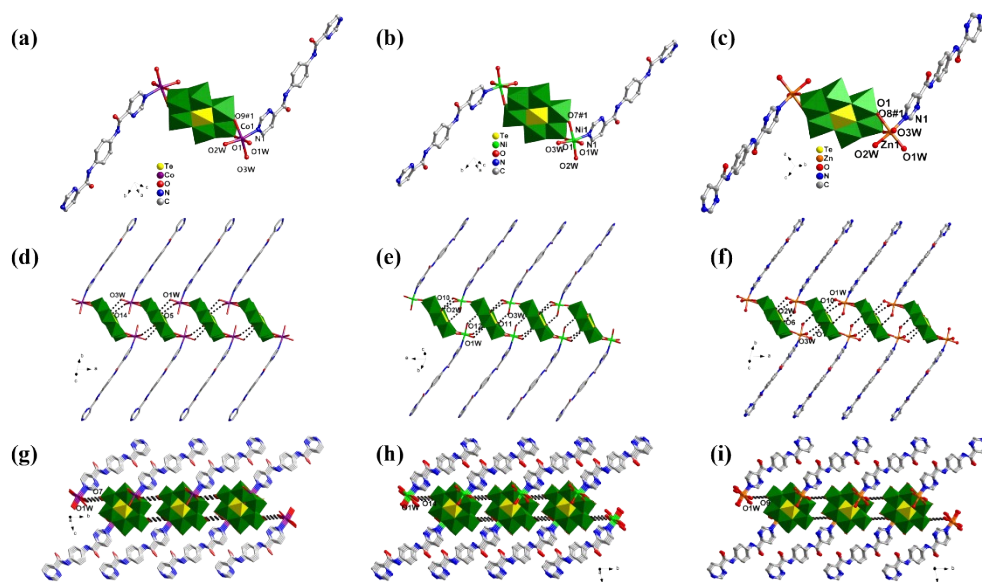 (a)
O9#1
Co1
N1
O2W
O1
O1W
O3W
Te
Co
O
N
C
(b)
O7#1
Ni1
N1
O3W
O1
O1W
O2W
Te
Ni
O
N
C
(c)
O1
O8#1
N1
O3W
Zn1
O2W
O1W
Te
Zn
O
N
C
(d)
O3W
O1W
O14
O5
a
(e)
O10
O2W
O3W
O11
O1W
(f)
O1W
O10
O6
O3W
(g)
O7
O1W
b
(h)
O1W
b
(i)
O1W
b